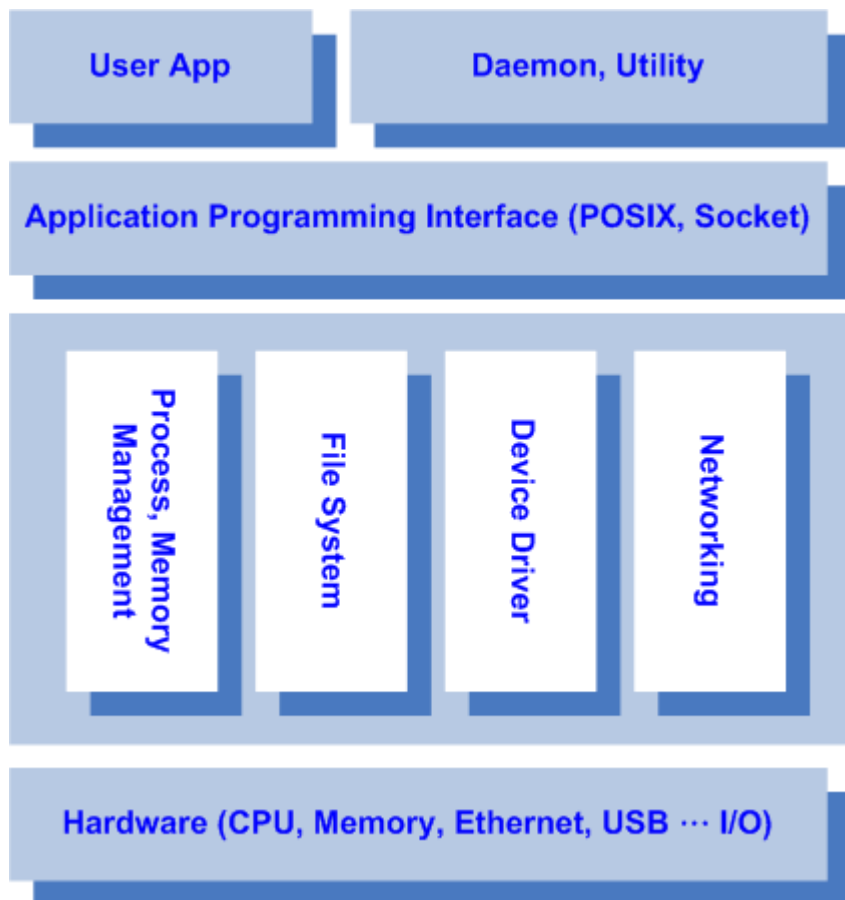 User App
Daemon, Utility
Application Programming Interface (POSIX, Socket)
Process, Memory
Management
File System
Device Driver
Networking
Hardware (CPU, Memory, Ethernet, USB ··· I/O)